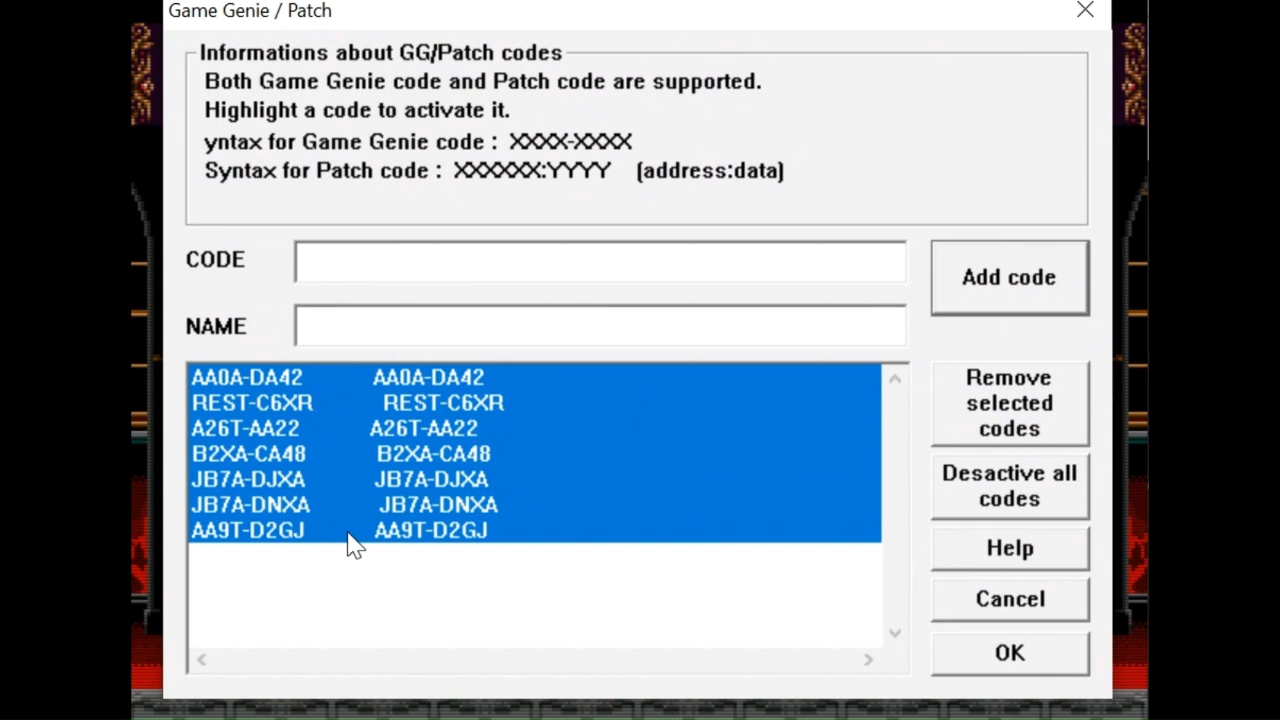 Game Genie / Patch
Informations about GG/Patch codes
Both Game Genie code and Patch code are supported.
Highlight a code to activate it.
yntax for Game Genie code : XXXX-XXXX
Syntax for Patch code : XXXXXX:YYYY (address:data)
CODE
Add code
NAME
AA0A-DA42 AA0A-DA42
REST-C6XR REST-C6XR
A26T-AA22 A26T-AA22
B2XA-CA48 B2XA-CA48
JB7A-DJXA JB7A-DJXA
JB7A-DNXA JB7A-DNXA
AA9T-D2GJ AA9T-D2GJ
Remove
selected
codes
Desactive all
codes
Help
Cancel
OK